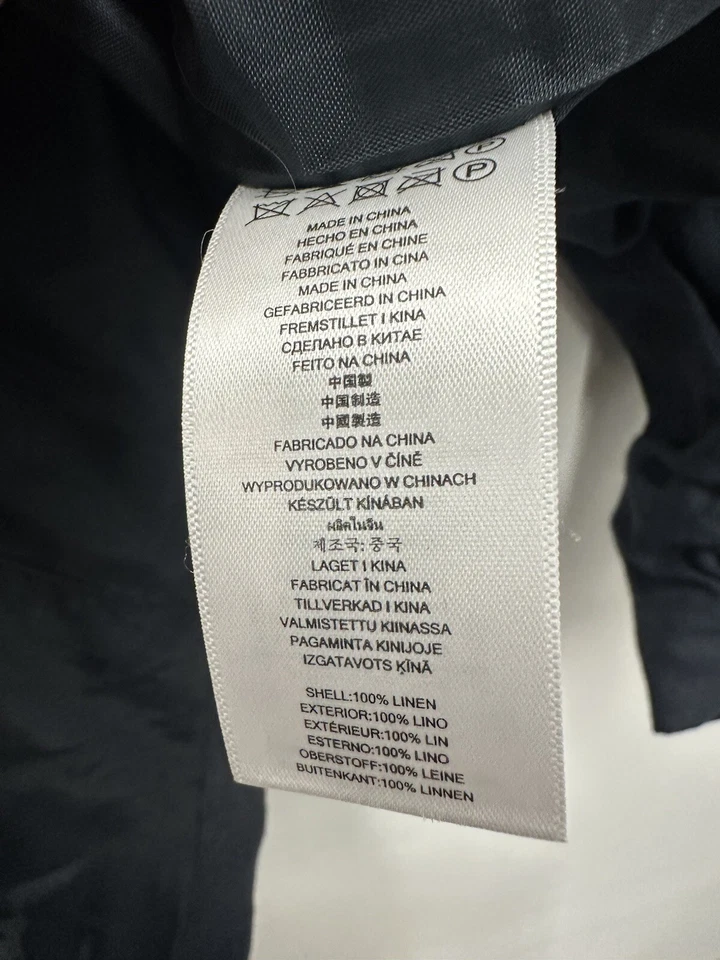 P
MADE IN CHINA
HECHO EN CHINA
FABRIQUÉ EN CHINE
FABBRICATO IN CINA
MADE IN CHINA
GEFABRICEERD IN CHINA
FREMSTILLET I KINA
СДЕЛАНО В КИТАЕ
FEITO NA CHINA
中国製
中国制造
中國製造
FABRICADO NA CHINA
VYROBENO V ČÍNĚ
WYPRODUKOWANO W CHINACH
KÉSZÜLT KÍNÁBAN
ผลิตในจีน
제조국: 중국
LAGET I KINA
FABRICAT ÎN CHINA
TILLVERKAD I KINA
VALMISTETTU KIINASSA
PAGAMINTA KINIJOJE
IZGATAVOTS ĶĪNĀ
SHELL:100% LINEN
EXTERIOR:100% LINO
EXTÉRIEUR:100% LIN
ESTERNO:100% LINO
OBERSTOFF:100% LEINE
BUITENKANT:100% LINNEN